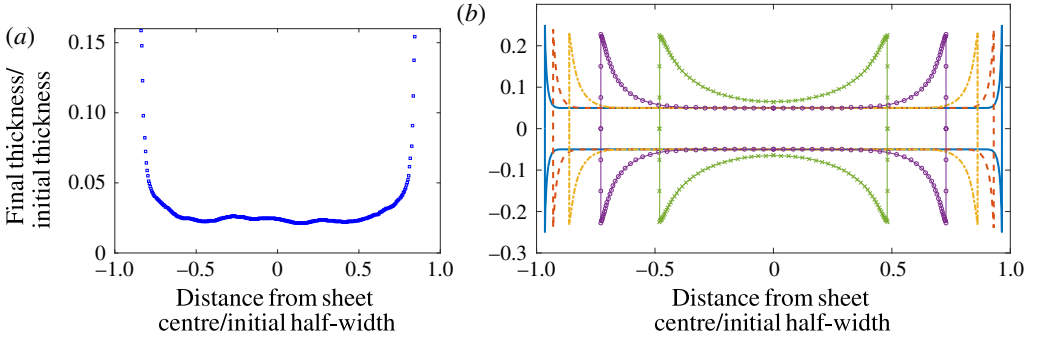 (a)
0.15
0.10
0.05
0
Final thickness/
initial thickness
−1.0 −0.5 0 0.5 1.0
Distance from sheet
centre/initial half-width
(b)
0.2
0.1
0
−0.1
−0.2
−0.3
−1.0 −0.5 0 0.5 1.0
Distance from sheet
centre/initial half-width